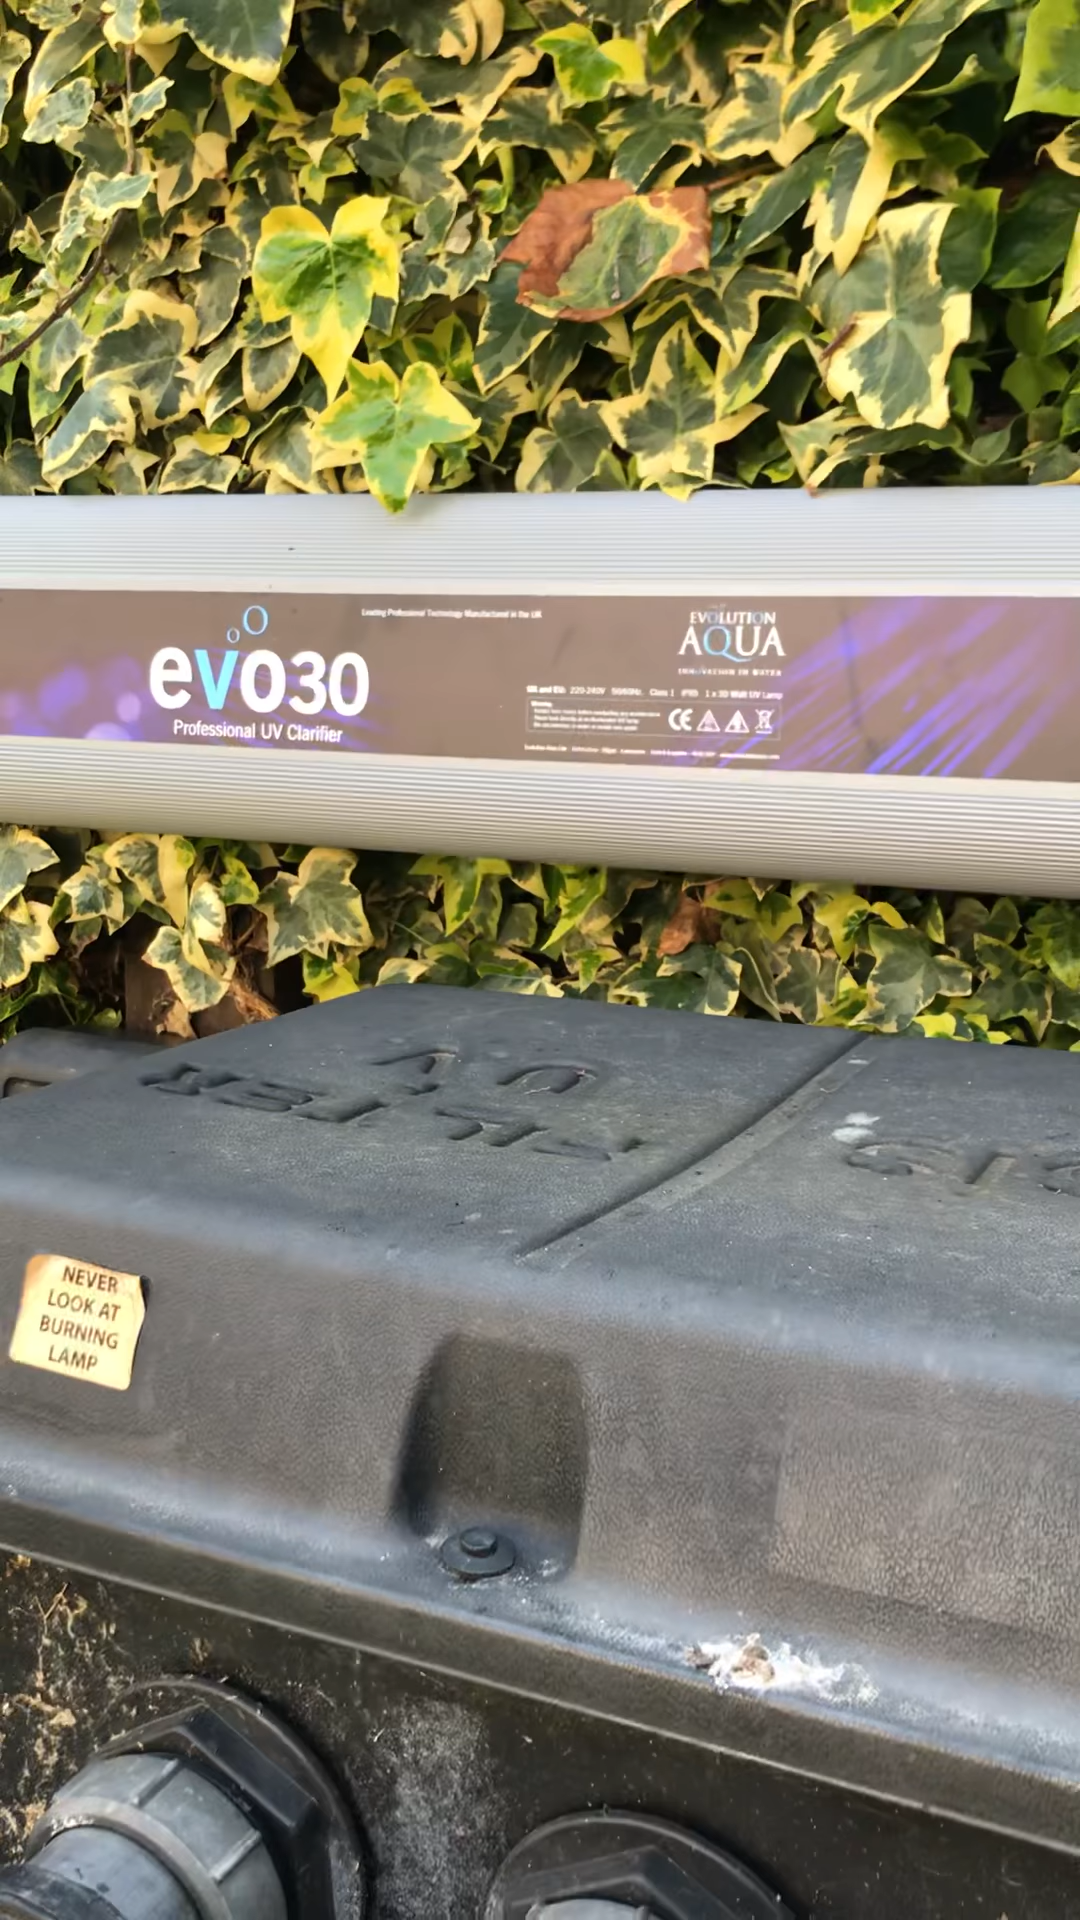 Leading Professional Technology Manufactured in the UK
evo30
Professional UV Clarifier
EVOLUTION
AQUA
INNOVATION IN WATER
UK and EU: 220-240V 50/60Hz. Class 1 IP65 1 x 30 Watt UV Lamp
Warning
CE
UV
FILTER
NEVER
LOOK AT
BURNING
LAMP